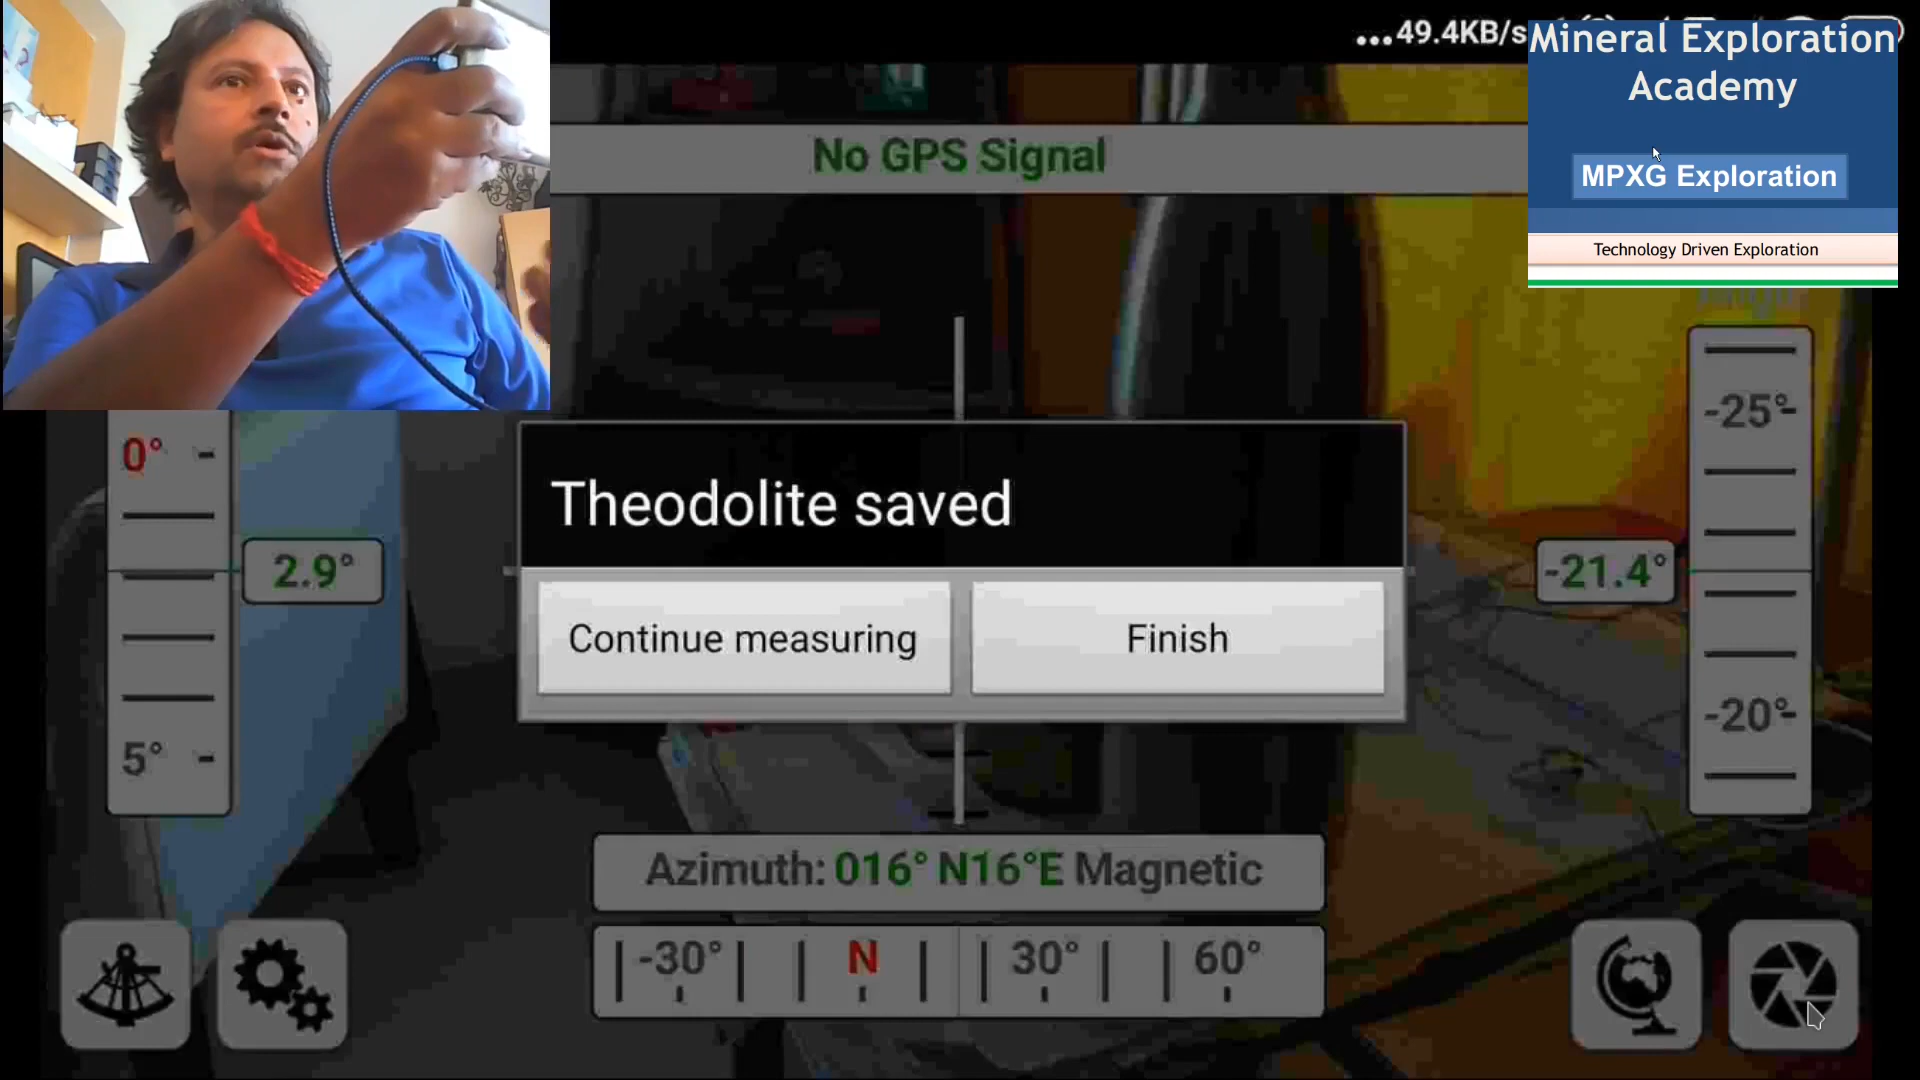 ...49.4KB/s
Mineral Exploration
Academy
MPXG Exploration
Technology Driven Exploration
No GPS Signal
0°
2.9°
5°
-25°
-21.4°
-20°
Theodolite saved
Continue measuring
Finish
Azimuth: 016° N16°E Magnetic
-30° N 30° 60°